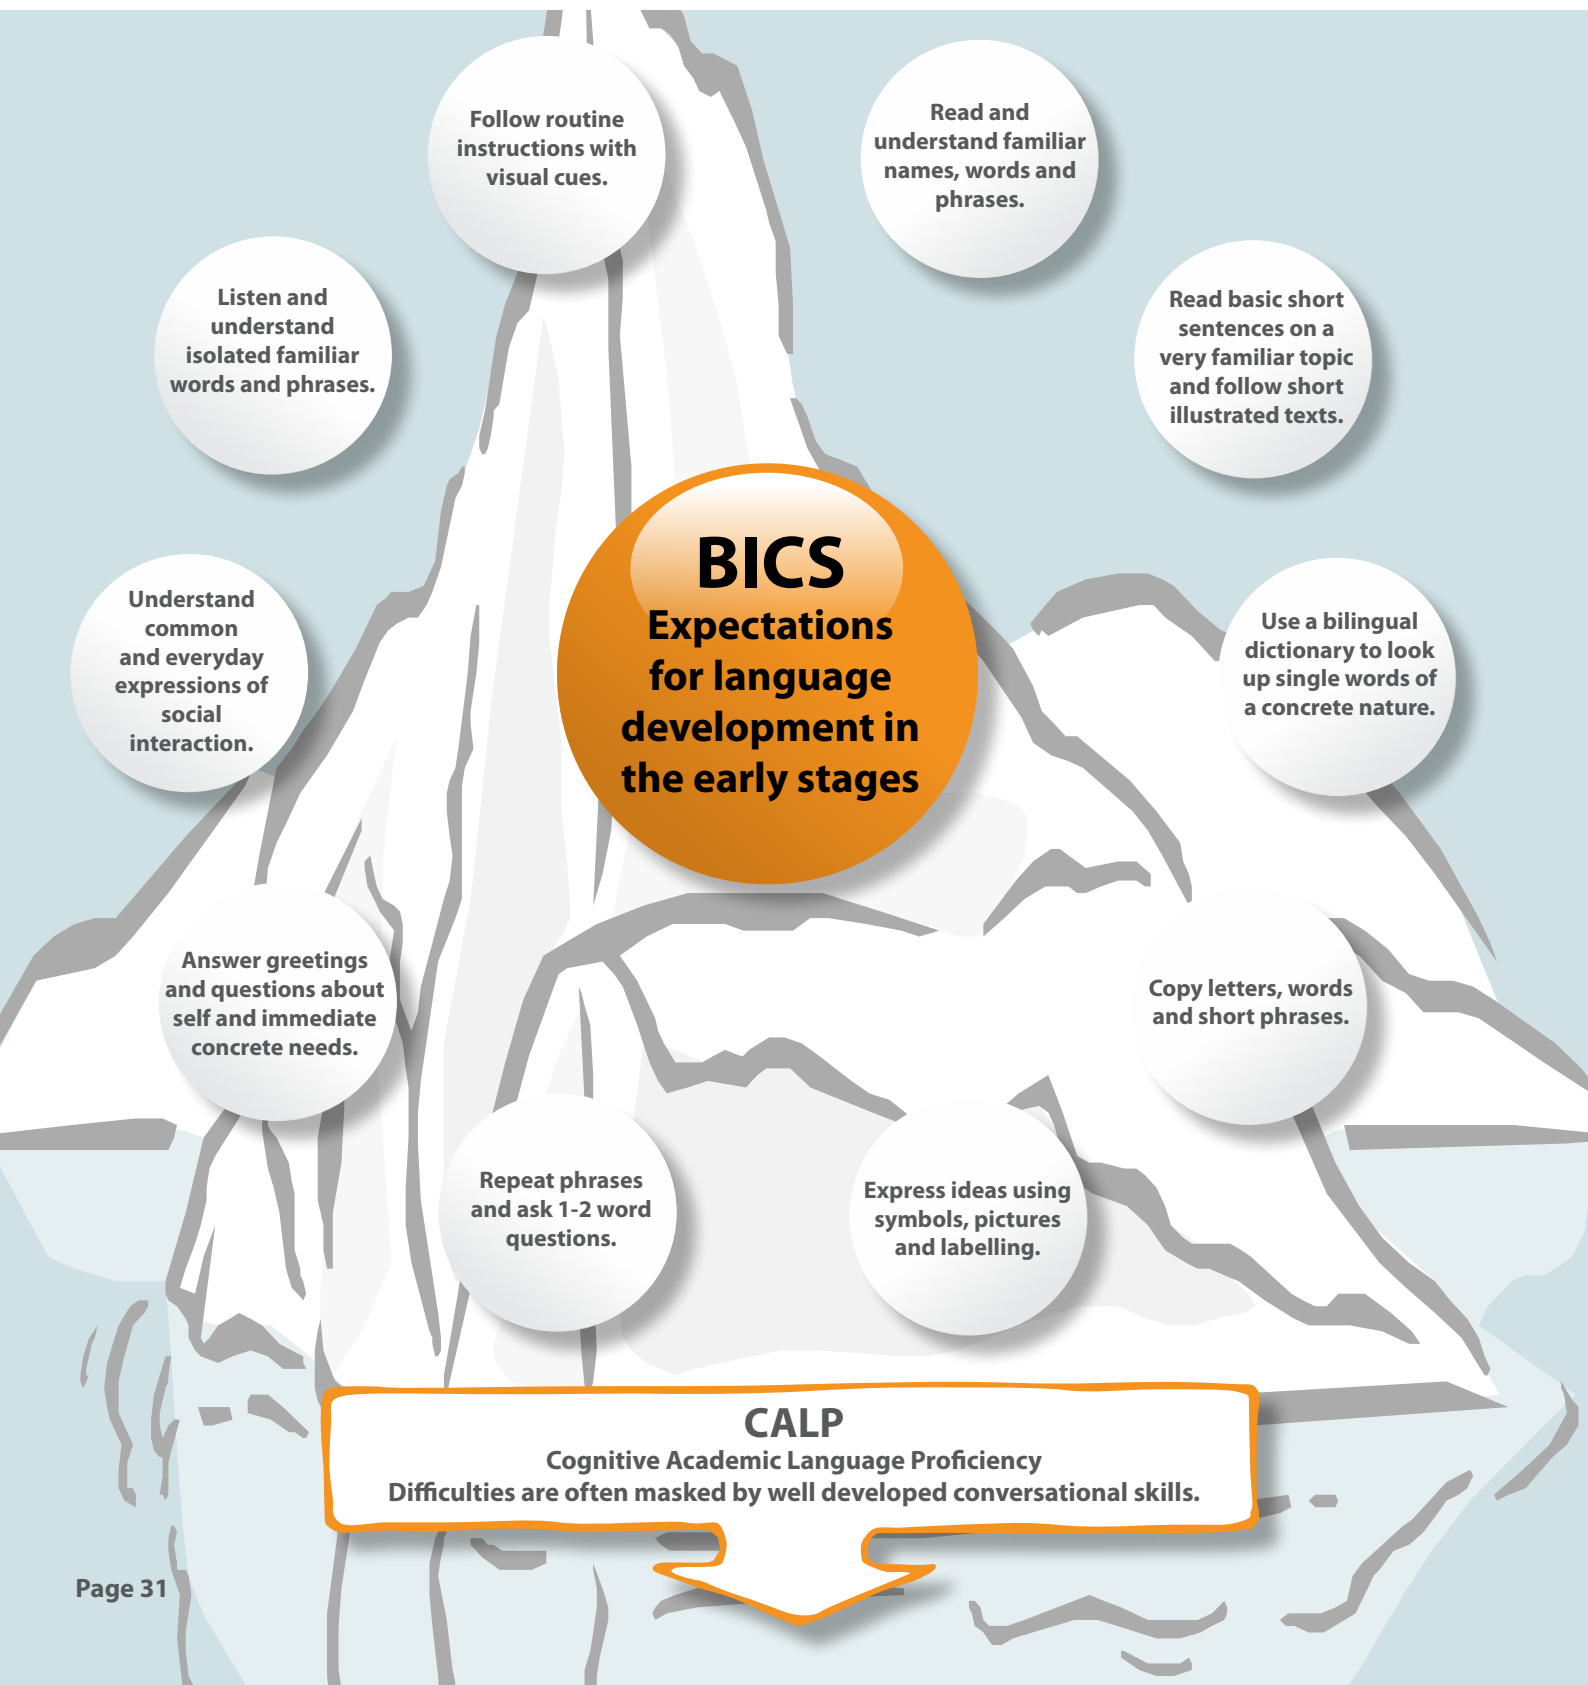 Follow routine
instructions with
visual cues.
Read and
understand familiar
names, words and
phrases.
Listen and
understand
isolated familiar
words and phrases.
Read basic short
sentences on a
very familiar topic
and follow short
illustrated texts.
BICS
Expectations
for language
development in
the early stages
Understand
common
and everyday
expressions of
social
interaction.
Use a bilingual
dictionary to look
up single words of
a concrete nature.
Answer greetings
and questions about
self and immediate
concrete needs.
Copy letters, words
and short phrases.
Repeat phrases
and ask 1-2 word
questions.
Express ideas using
symbols, pictures
and labelling.
CALP
Cognitive Academic Language Proficiency
Difficulties are often masked by well developed conversational skills.
Page 31